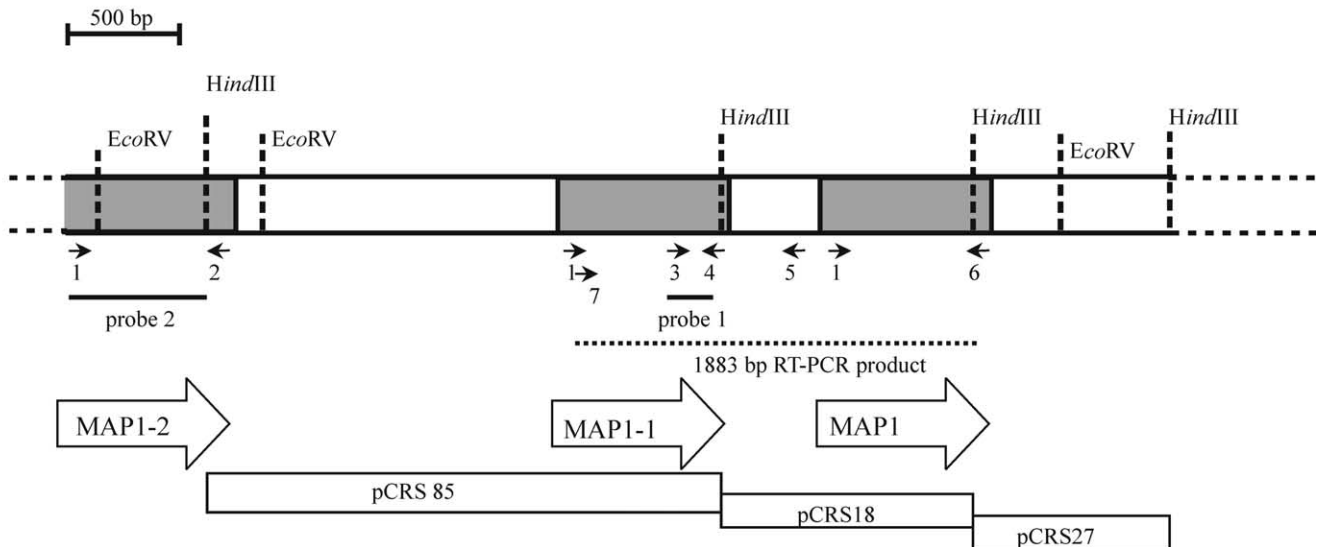 500 bp
HindIII
EcoRV
EcoRV
HindIII
HindIII
HindIII
EcoRV
1
2
1
7
3
4
5
1
6
probe 2
probe 1
1883 bp RT-PCR product
MAP1-2
MAP1-1
MAP1
pCRS 85
pCRS18
pCRS27